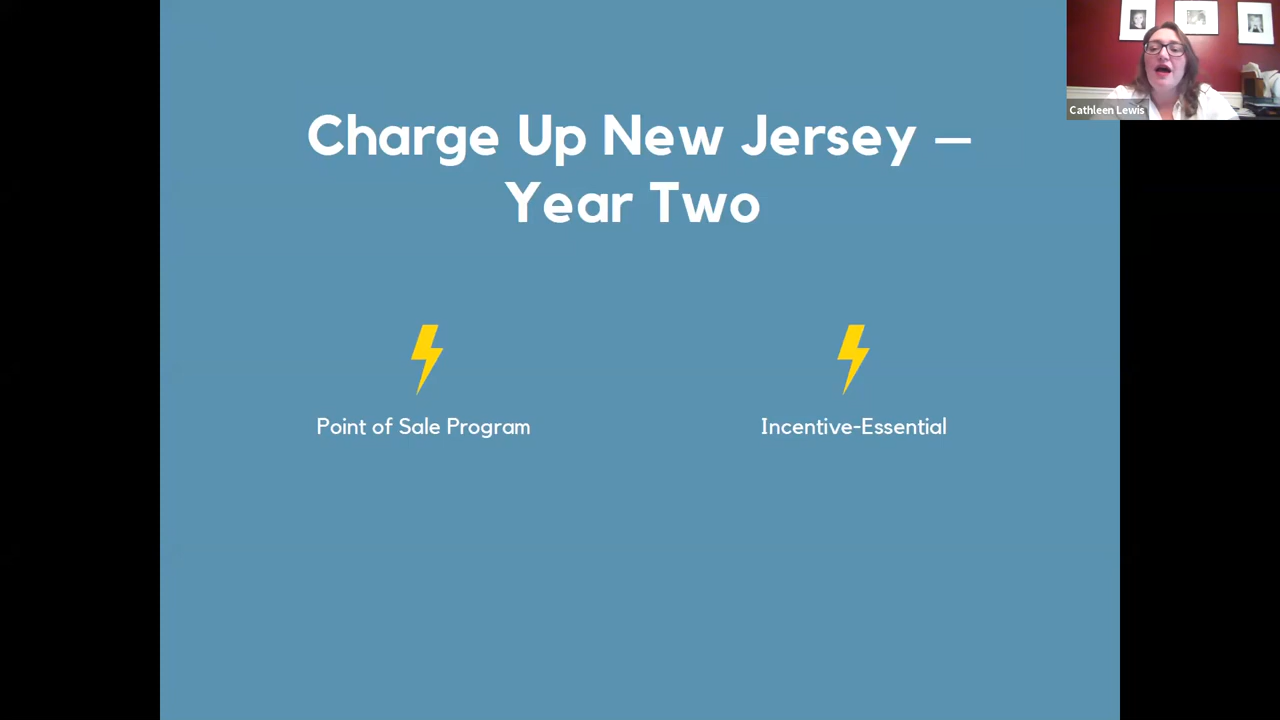 Charge Up New Jersey —
Year Two
Point of Sale Program
Incentive-Essential
Cathleen Lewis